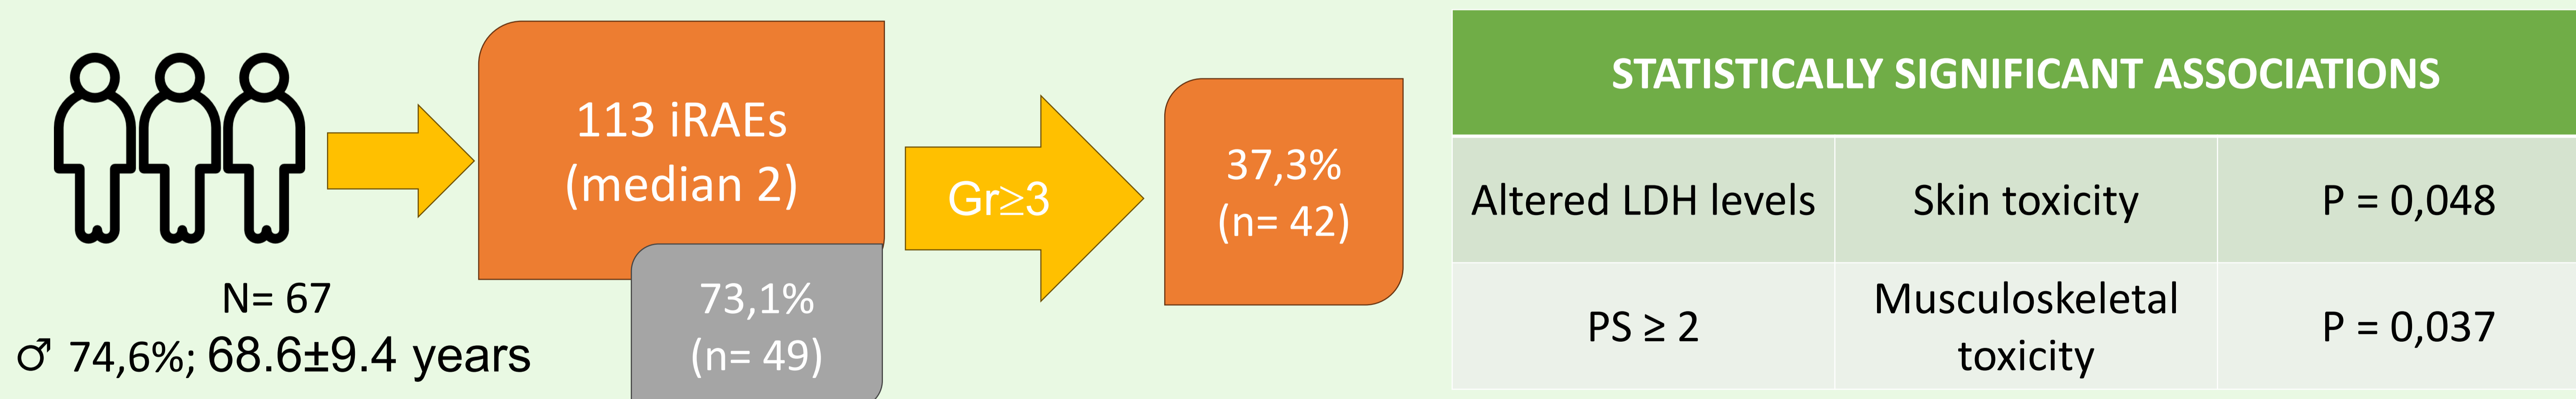 N= 67
♂ 74,6%; 68.6±9.4 years
113 iRAEs
(median 2)
73,1%
(n= 49)
Gr≥3
37,3%
(n= 42)
STATISTICALLY SIGNIFICANT ASSOCIATIONS
Altered LDH levels
Skin toxicity
P = 0,048
PS ≥ 2
Musculoskeletal
toxicity
P = 0,037